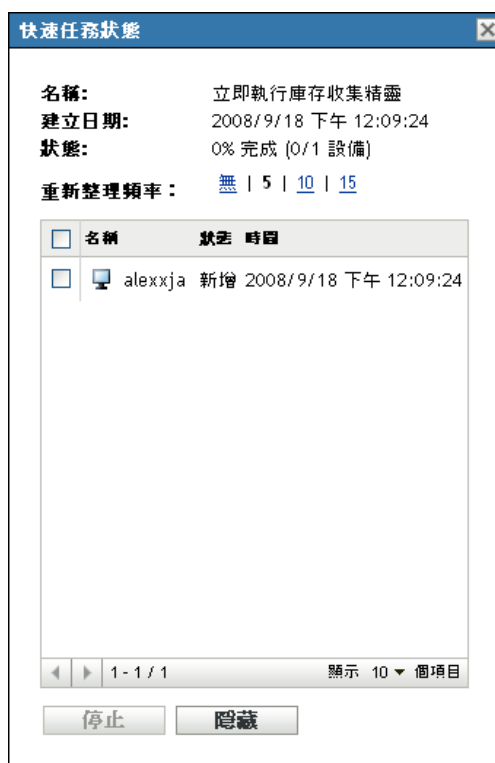 快速任務狀態
名稱: 立即執行庫存收集精靈
建立日期: 2008/9/18 下午 12:09:24
狀態: 0% 完成 (0/1 設備)
重新整理頻率： 無 | 5 | 10 | 15
名稱 狀態 時間
alexxja 新增 2008/9/18 下午 12:09:24
1 - 1 / 1 顯示 10 個項目
停止 隱藏